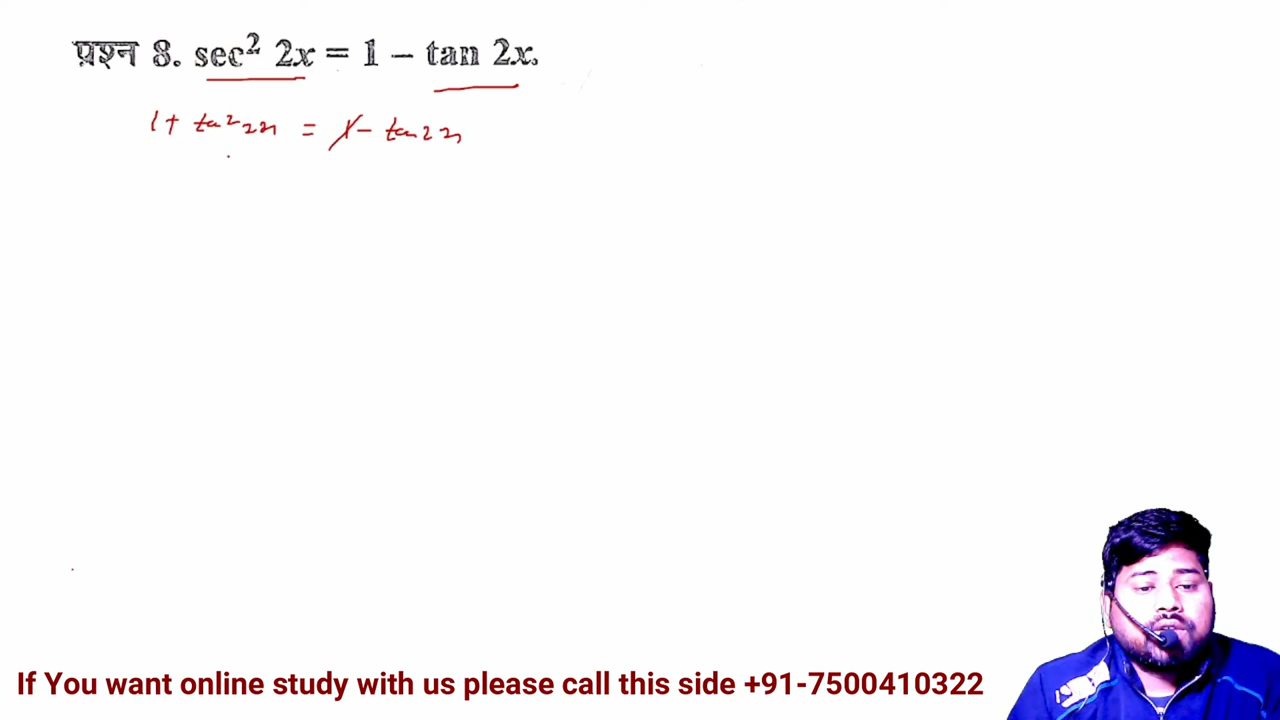 प्रश्न 8. sec² 2x = 1 – tan 2x.
1 + tan² 2x = 1 – tan 2x
If You want online study with us please call this side +91-7500410322